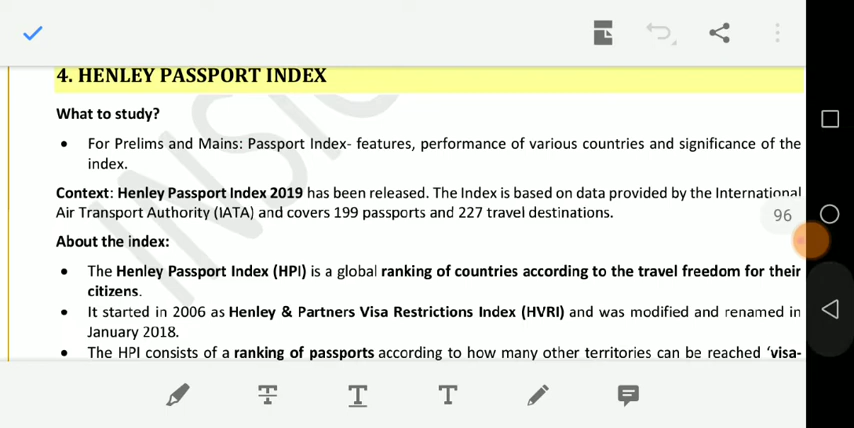 4. HENLEY PASSPORT INDEX
What to study?
• For Prelims and Mains: Passport Index- features, performance of various countries and significance of the
index.
Context: Henley Passport Index 2019 has been released. The Index is based on data provided by the International
Air Transport Authority (IATA) and covers 199 passports and 227 travel destinations.
96
About the index:
• The Henley Passport Index (HPI) is a global ranking of countries according to the travel freedom for their
citizens.
• It started in 2006 as Henley & Partners Visa Restrictions Index (HVRI) and was modified and renamed in
January 2018.
• The HPI consists of a ranking of passports according to how many other territories can be reached ‘visa-
T T T